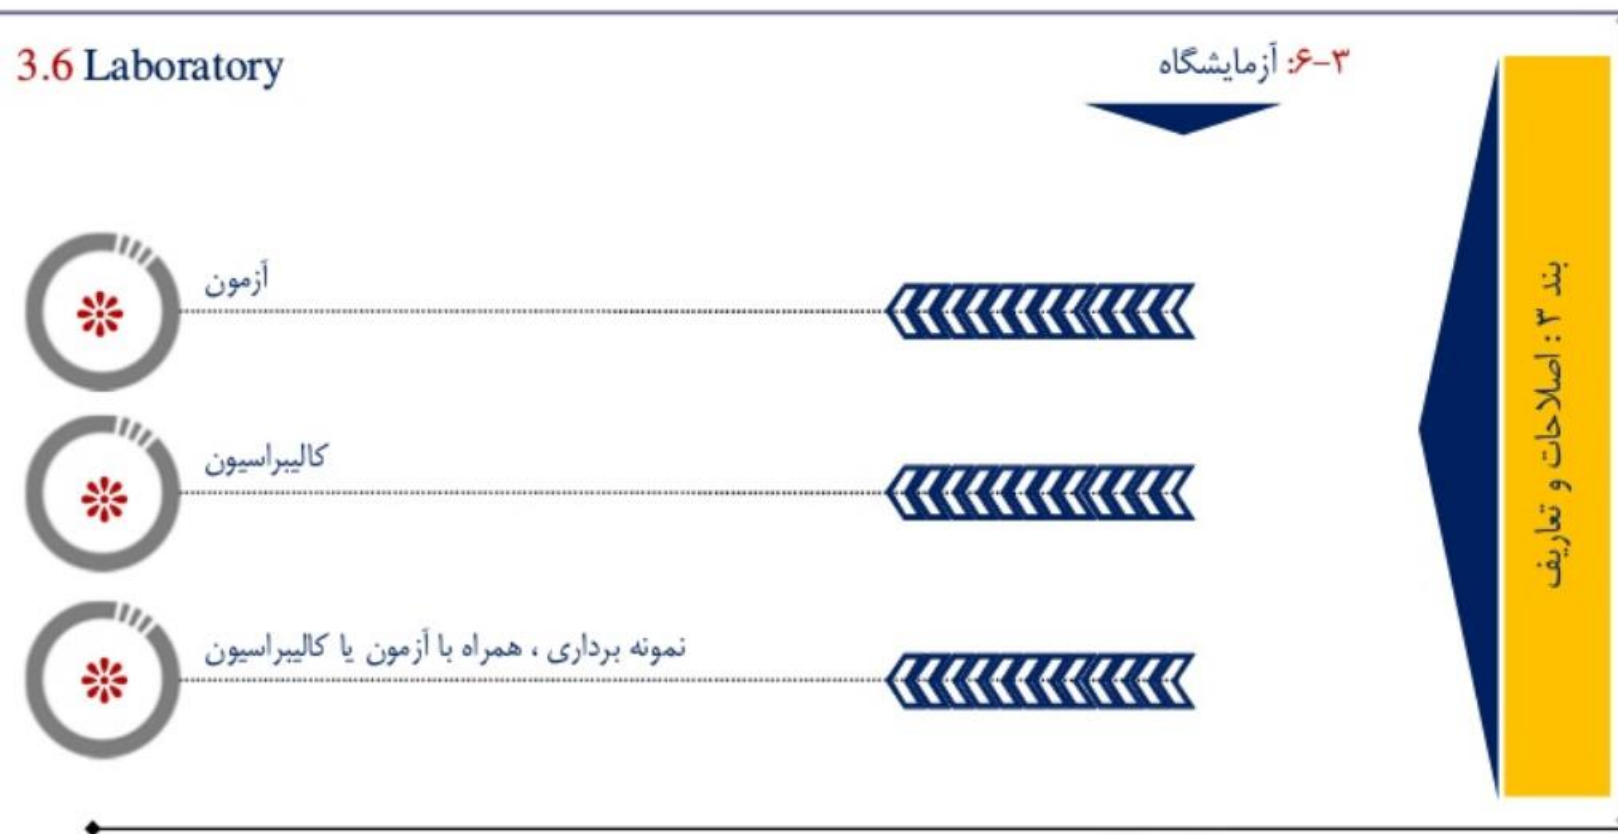 3.6 Laboratory
۳-۶: آزمایشگاه
آزمون
کالیبراسیون
نمونه برداری ، همراه با آزمون یا کالیبراسیون
بند ۳ : اصلاحات و تعاریف